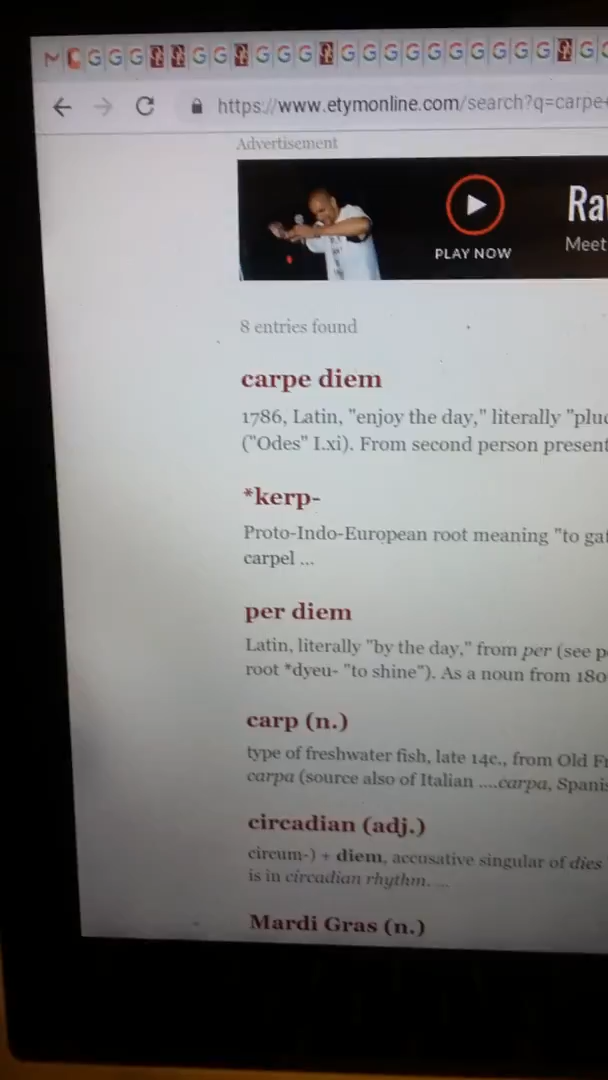 https://www.etymonline.com/search?q=carpe+
Advertisement
PLAY NOW
Meet
8 entries found
carpe diem
1786, Latin, "enjoy the day," literally "pluc
("Odes" I.xi). From second person present
*kerp-
Proto-Indo-European root meaning "to gat
carpel ...
per diem
Latin, literally "by the day," from per (see p
root *dyeu- "to shine"). As a noun from 180
carp (n.)
type of freshwater fish, late 14c., from Old Fr
carpa (source also of Italian ....carpa, Spanis
circadian (adj.)
circum-) + diem, accusative singular of dies
is in circadian rhythm. ...
Mardi Gras (n.)